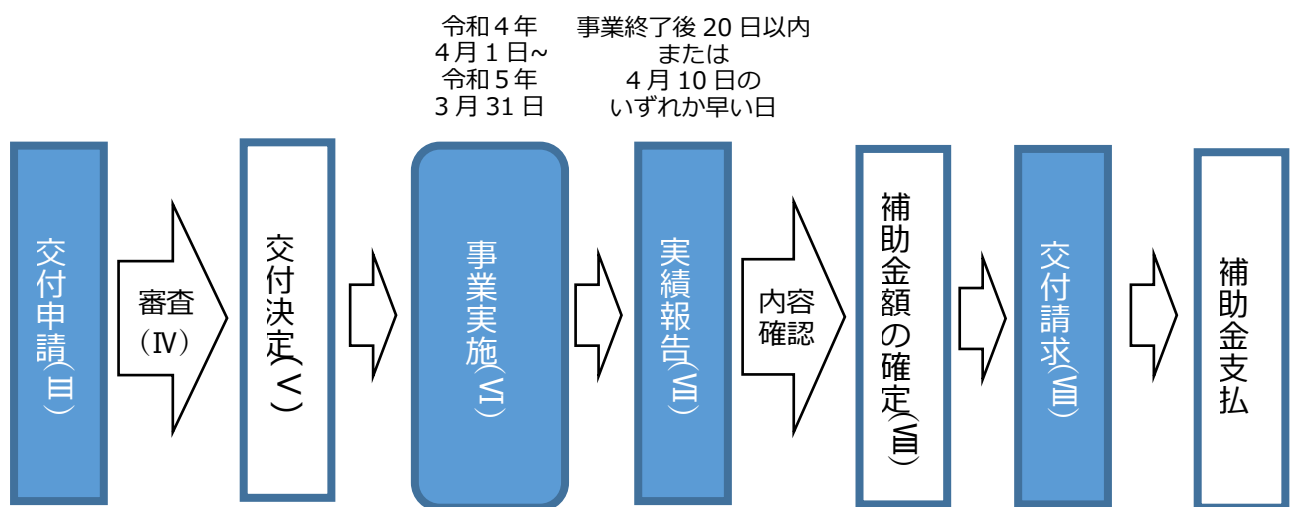 令和４年
４月１日~
令和５年
３月 31 日
事業終了後 20 日以内
または
４月 10 日の
いずれか早い日
交付申請(Ⅲ)
審査
（Ⅳ）
交付決定(Ⅴ)
事業実施(Ⅵ)
実績報告(Ⅶ)
内容
確認
補助金額の確定(Ⅷ)
交付請求(Ⅷ)
補助金支払